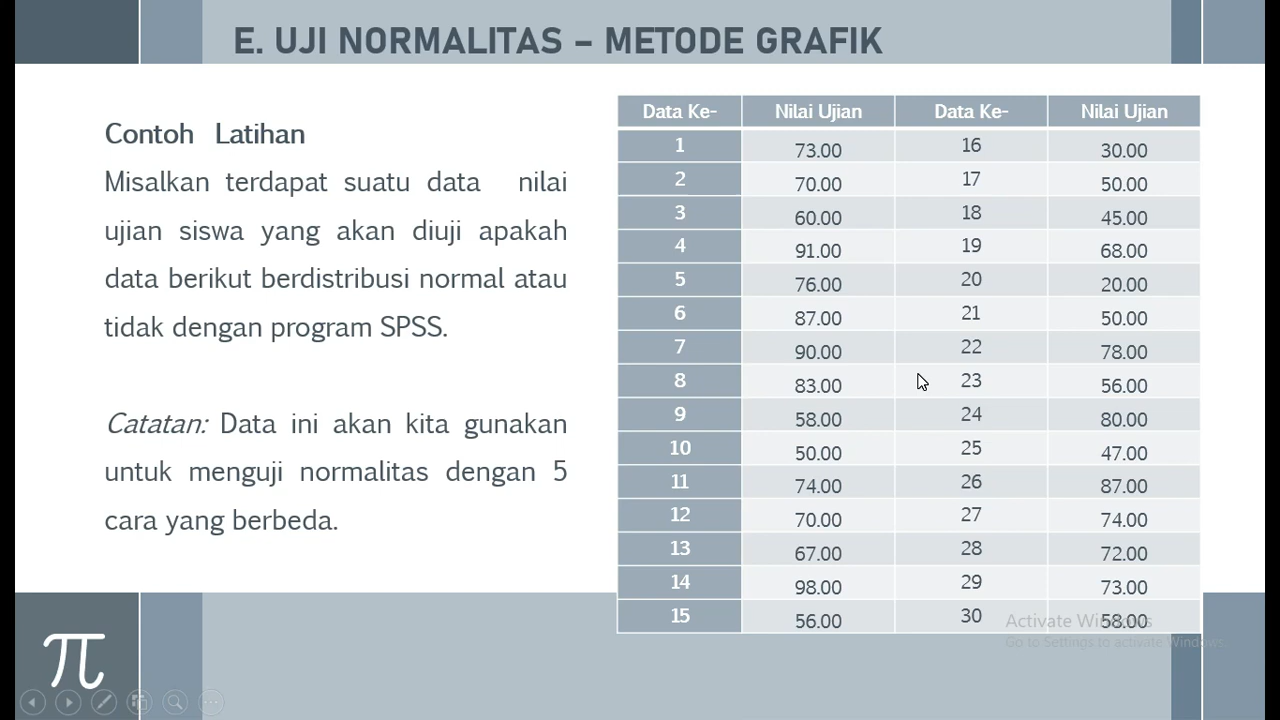 E. UJI NORMALITAS – METODE GRAFIK
Contoh Latihan
Misalkan terdapat suatu data nilai
ujian siswa yang akan diuji apakah
data berikut berdistribusi normal atau
tidak dengan program SPSS.
Catatan: Data ini akan kita gunakan
untuk menguji normalitas dengan 5
cara yang berbeda.
Data Ke- Nilai Ujian Data Ke- Nilai Ujian
1 73.00 16 30.00
2 70.00 17 50.00
3 60.00 18 45.00
4 91.00 19 68.00
5 76.00 20 20.00
6 87.00 21 50.00
7 90.00 22 78.00
8 83.00 23 56.00
9 58.00 24 80.00
10 50.00 25 47.00
11 74.00 26 87.00
12 70.00 27 74.00
13 67.00 28 72.00
14 98.00 29 73.00
15 56.00 30 58.00
Activate Windows
Go to Settings to activate Windows.
π